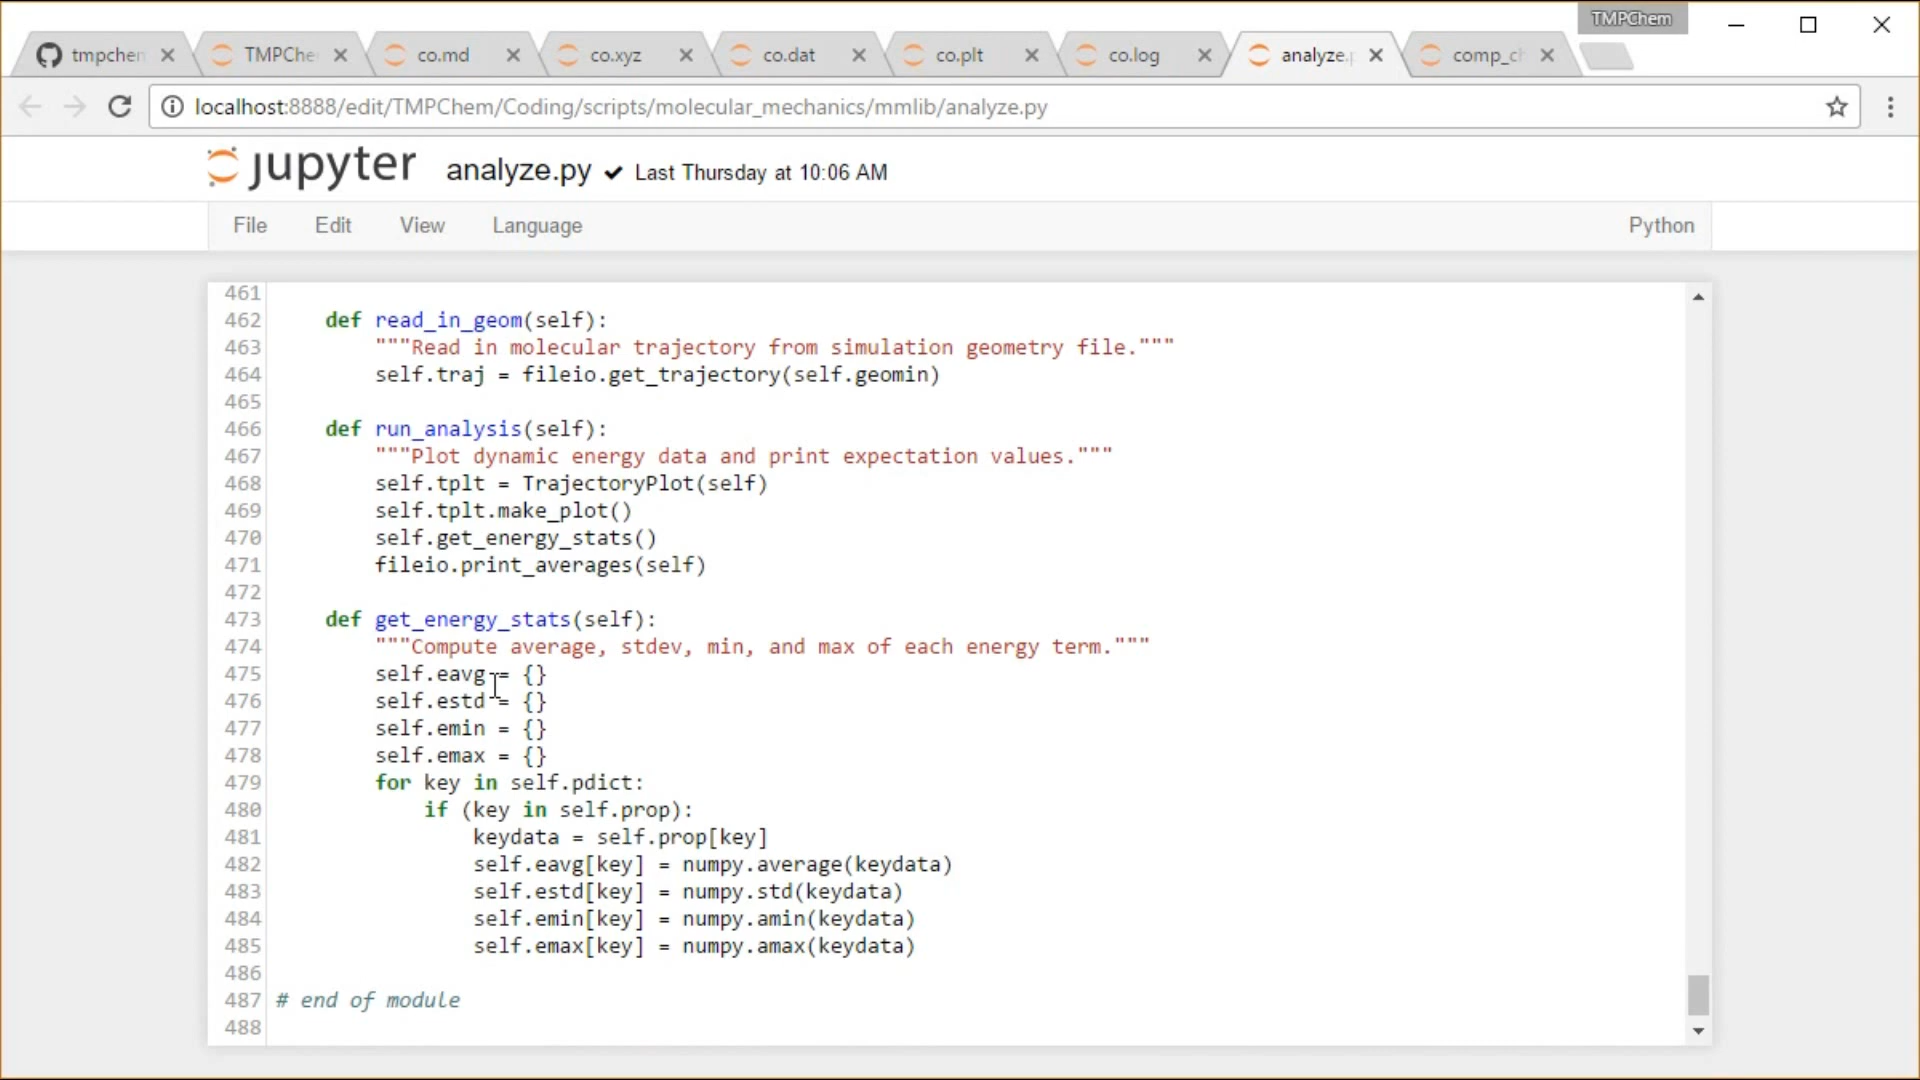 TMPChem
tmpchem
TMPChe
co.md
co.xyz
co.dat
co.plt
co.log
analyze.p
comp_ch
localhost:8888/edit/TMPChem/Coding/scripts/molecular_mechanics/mmlib/analyze.py
jupyter analyze.py ✔ Last Thursday at 10:06 AM
File Edit View Language Python
461
462     def read_in_geom(self):
463         """Read in molecular trajectory from simulation geometry file."""
464         self.traj = fileio.get_trajectory(self.geomin)
465
466     def run_analysis(self):
467         """Plot dynamic energy data and print expectation values."""
468         self.tplt = TrajectoryPlot(self)
469         self.tplt.make_plot()
470         self.get_energy_stats()
471         fileio.print_averages(self)
472
473     def get_energy_stats(self):
474         """Compute average, stdev, min, and max of each energy term."""
475         self.eavg = {}
476         self.estd = {}
477         self.emin = {}
478         self.emax = {}
479         for key in self.pdict:
480             if (key in self.prop):
481                 keydata = self.prop[key]
482                 self.eavg[key] = numpy.average(keydata)
483                 self.estd[key] = numpy.std(keydata)
484                 self.emin[key] = numpy.amin(keydata)
485                 self.emax[key] = numpy.amax(keydata)
486
487 # end of module
488